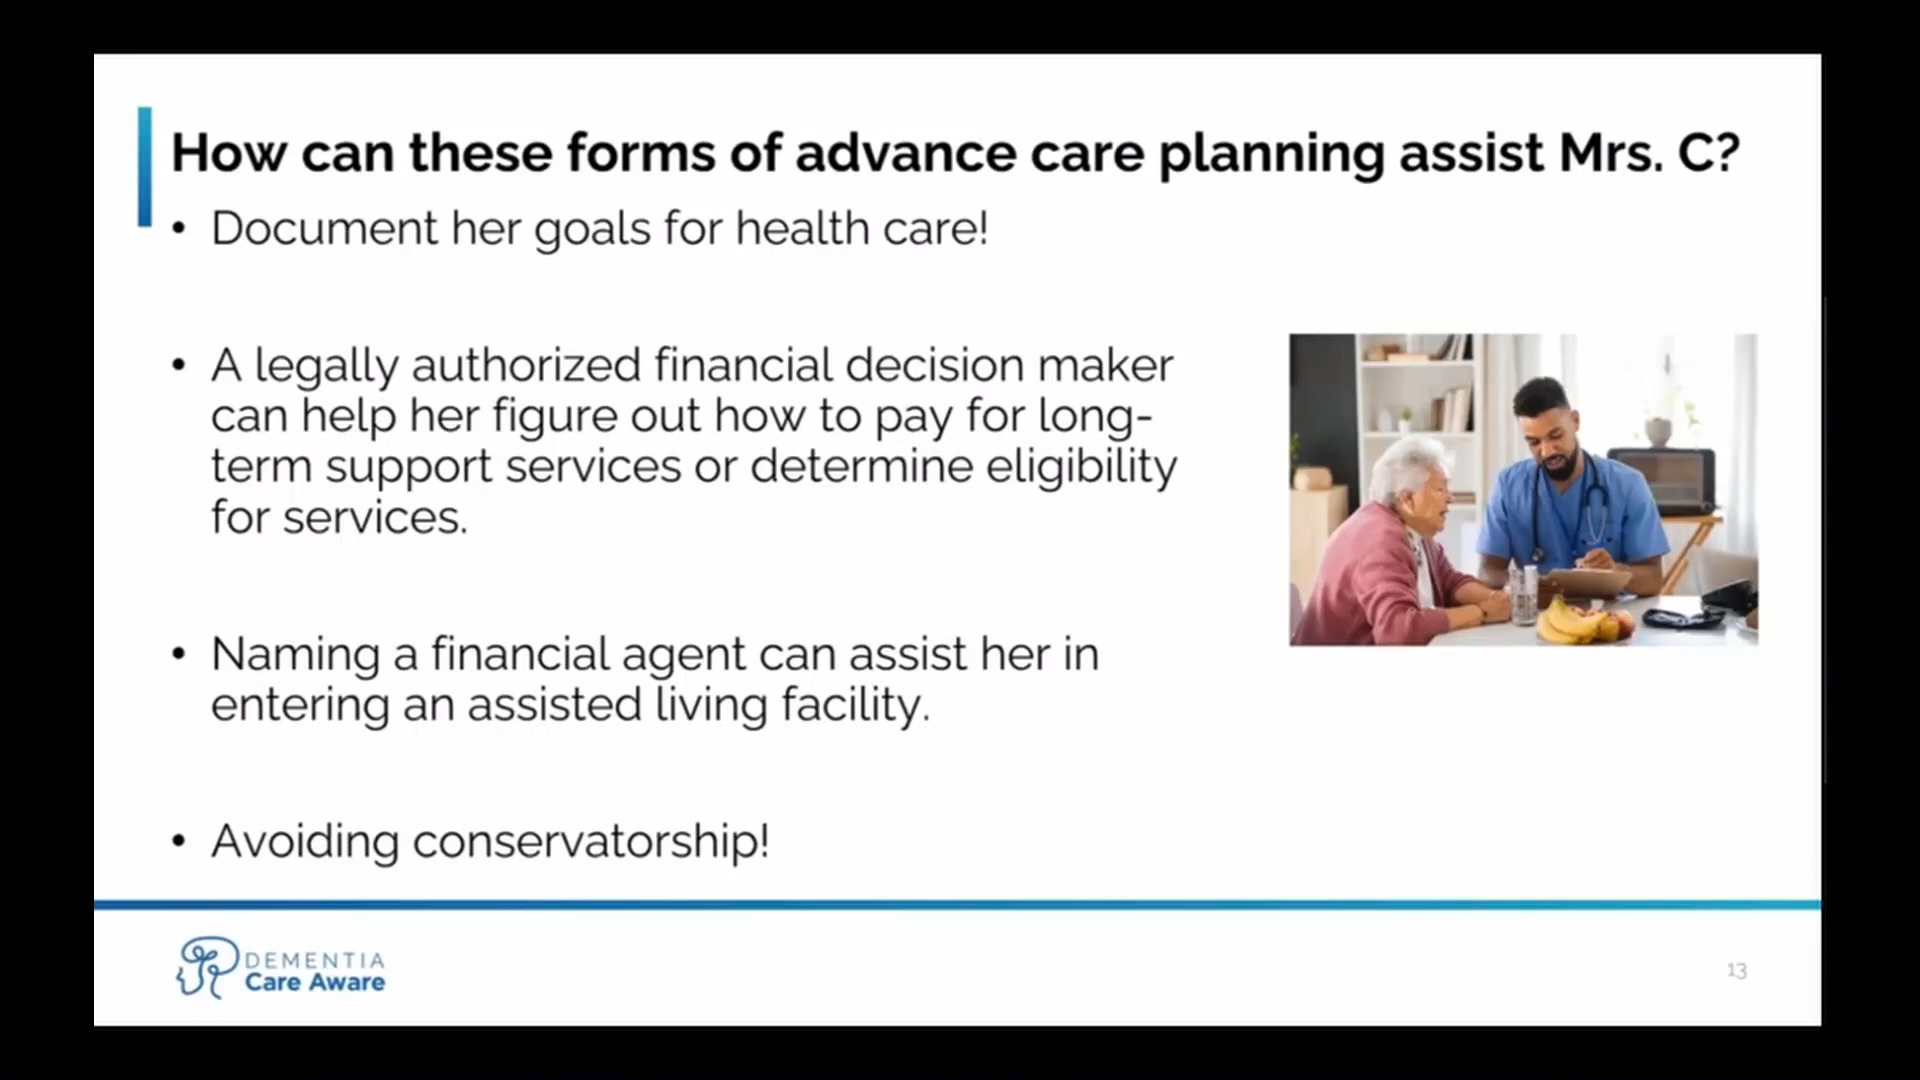 How can these forms of advance care planning assist Mrs. C?
• Document her goals for health care!
• A legally authorized financial decision maker
can help her figure out how to pay for long-
term support services or determine eligibility
for services.
• Naming a financial agent can assist her in
entering an assisted living facility.
• Avoiding conservatorship!
DEMENTIA
Care Aware
13